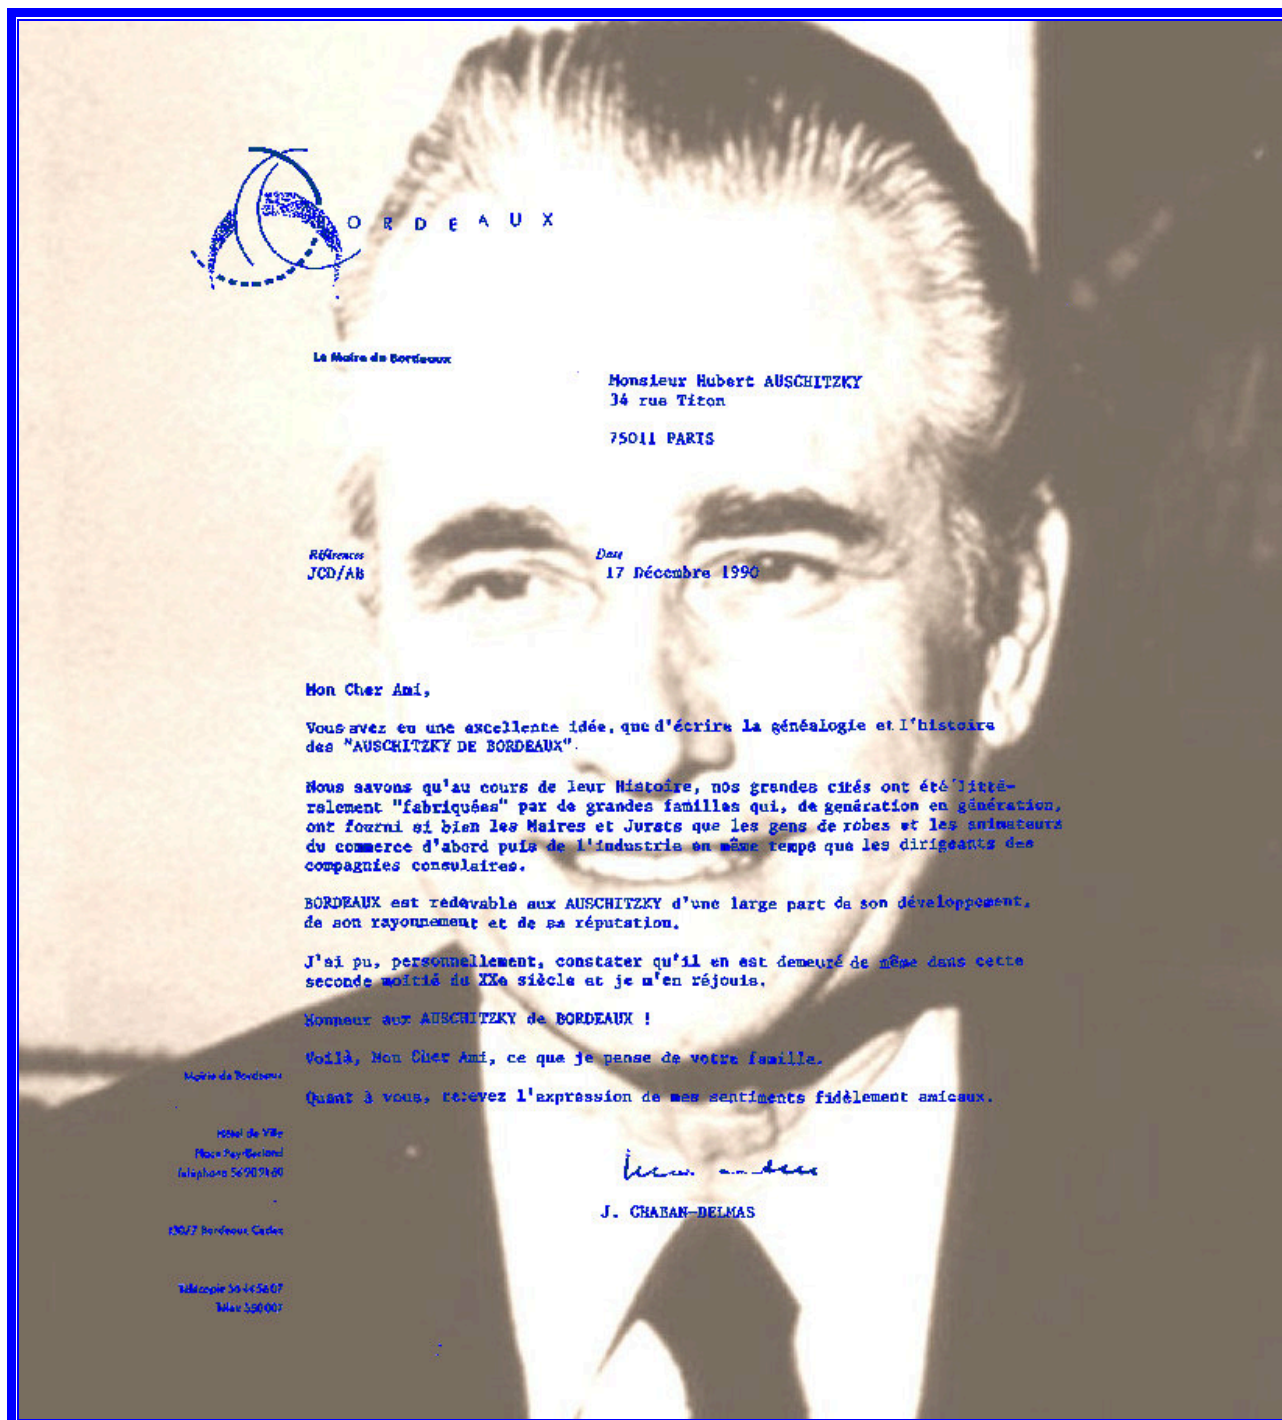 BORDEAUX
Le Maire de Bordeaux
Monsieur Hubert AUSCHITZKY
34 rue Titon
75011 PARIS
Références
JCD/AB
Date
17 Décembre 1990
Mon Cher Ami,
Vous avez eu une excellente idée, que d'écrire la généalogie et l'histoire
des "AUSCHITZKY DE BORDEAUX".
Nous savons qu'au cours de leur Histoire, nos grandes cités ont été litté-
ralement "fabriquées" par de grandes familles qui, de génération en génération,
ont fourni si bien les Maires et Jurats que les gens de robes et les animateurs
du commerce d'abord puis de l'industrie en même temps que les dirigeants des
compagnies consulaires.
BORDEAUX est redevable aux AUSCHITZKY d'une large part de son développement,
de son rayonnement et de sa réputation.
J'ai pu, personnellement, constater qu'il en est demeuré de même dans cette
seconde moitié du XXe siècle et je m'en réjouis.
Honneur aux AUSCHITZKY de BORDEAUX !
Voilà, Mon Cher Ami, ce que je pense de votre famille.
Quant à vous, recevez l'expression de mes sentiments fidèlement amicaux.
J. CHABAN-DELMAS
Mairie de Bordeaux
Hôtel de Ville
Place Pey-Berland
Téléphone
Bordeaux Cedex
Télécopie
Télex